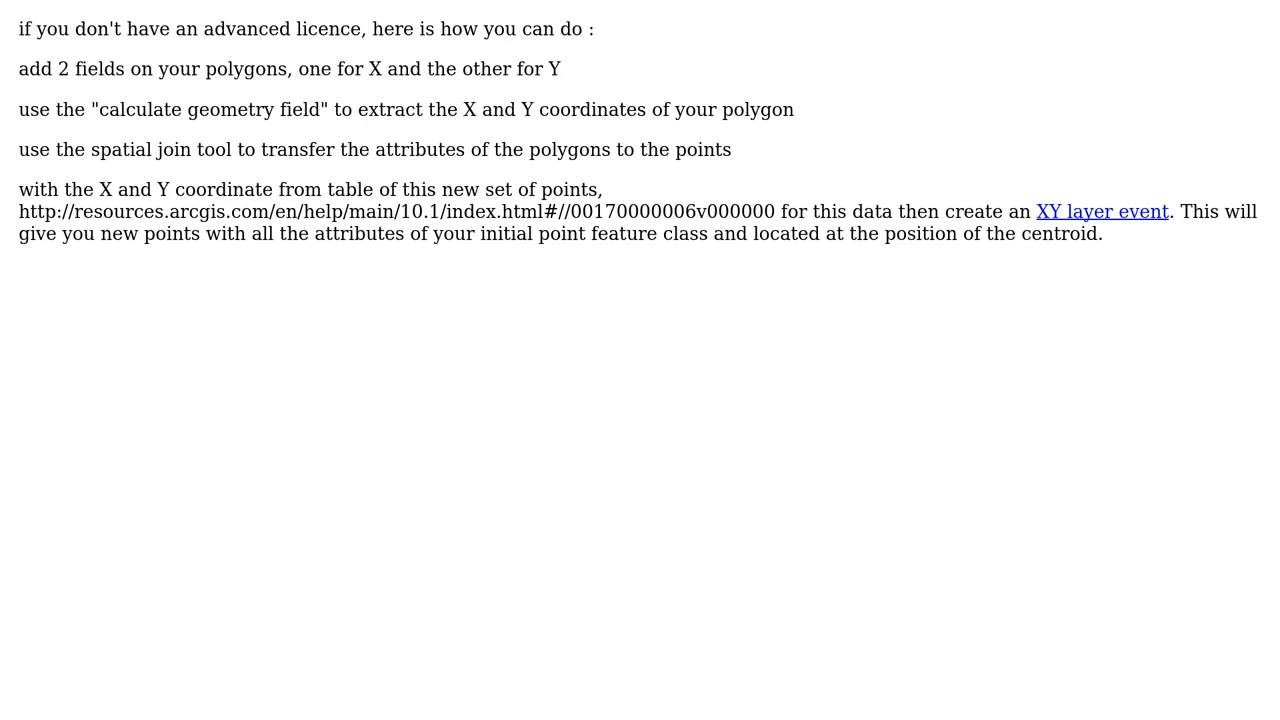 if you don't have an advanced licence, here is how you can do :
add 2 fields on your polygons, one for X and the other for Y
use the "calculate geometry field" to extract the X and Y coordinates of your polygon
use the spatial join tool to transfer the attributes of the polygons to the points
with the X and Y coordinate from table of this new set of points,
http://resources.arcgis.com/en/help/main/10.1/index.html#//00170000006v000000 for this data then create an XY layer event. This will
give you new points with all the attributes of your initial point feature class and located at the position of the centroid.